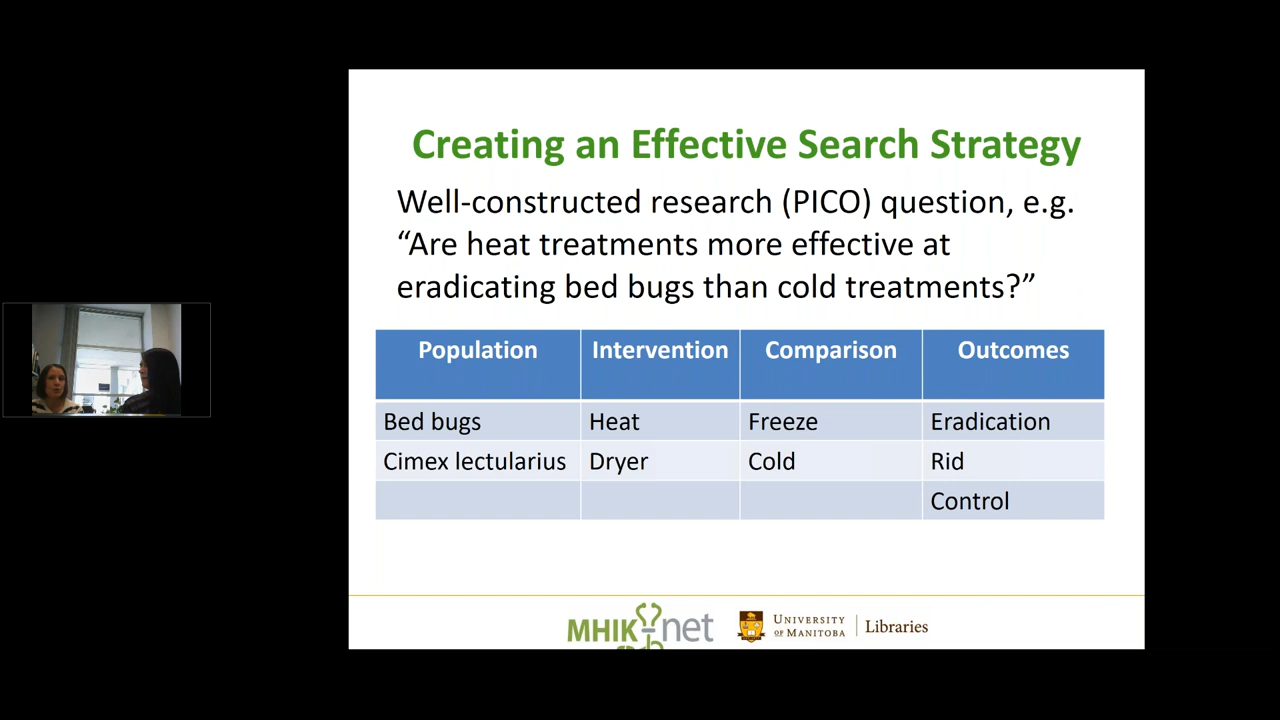 Creating an Effective Search Strategy
Well-constructed research (PICO) question, e.g.
“Are heat treatments more effective at
eradicating bed bugs than cold treatments?”
Population Intervention Comparison Outcomes
Bed bugs Heat Freeze Eradication
Cimex lectularius Dryer Cold Rid
Control
MHIKnet
UNIVERSITY
OF MANITOBA
Libraries